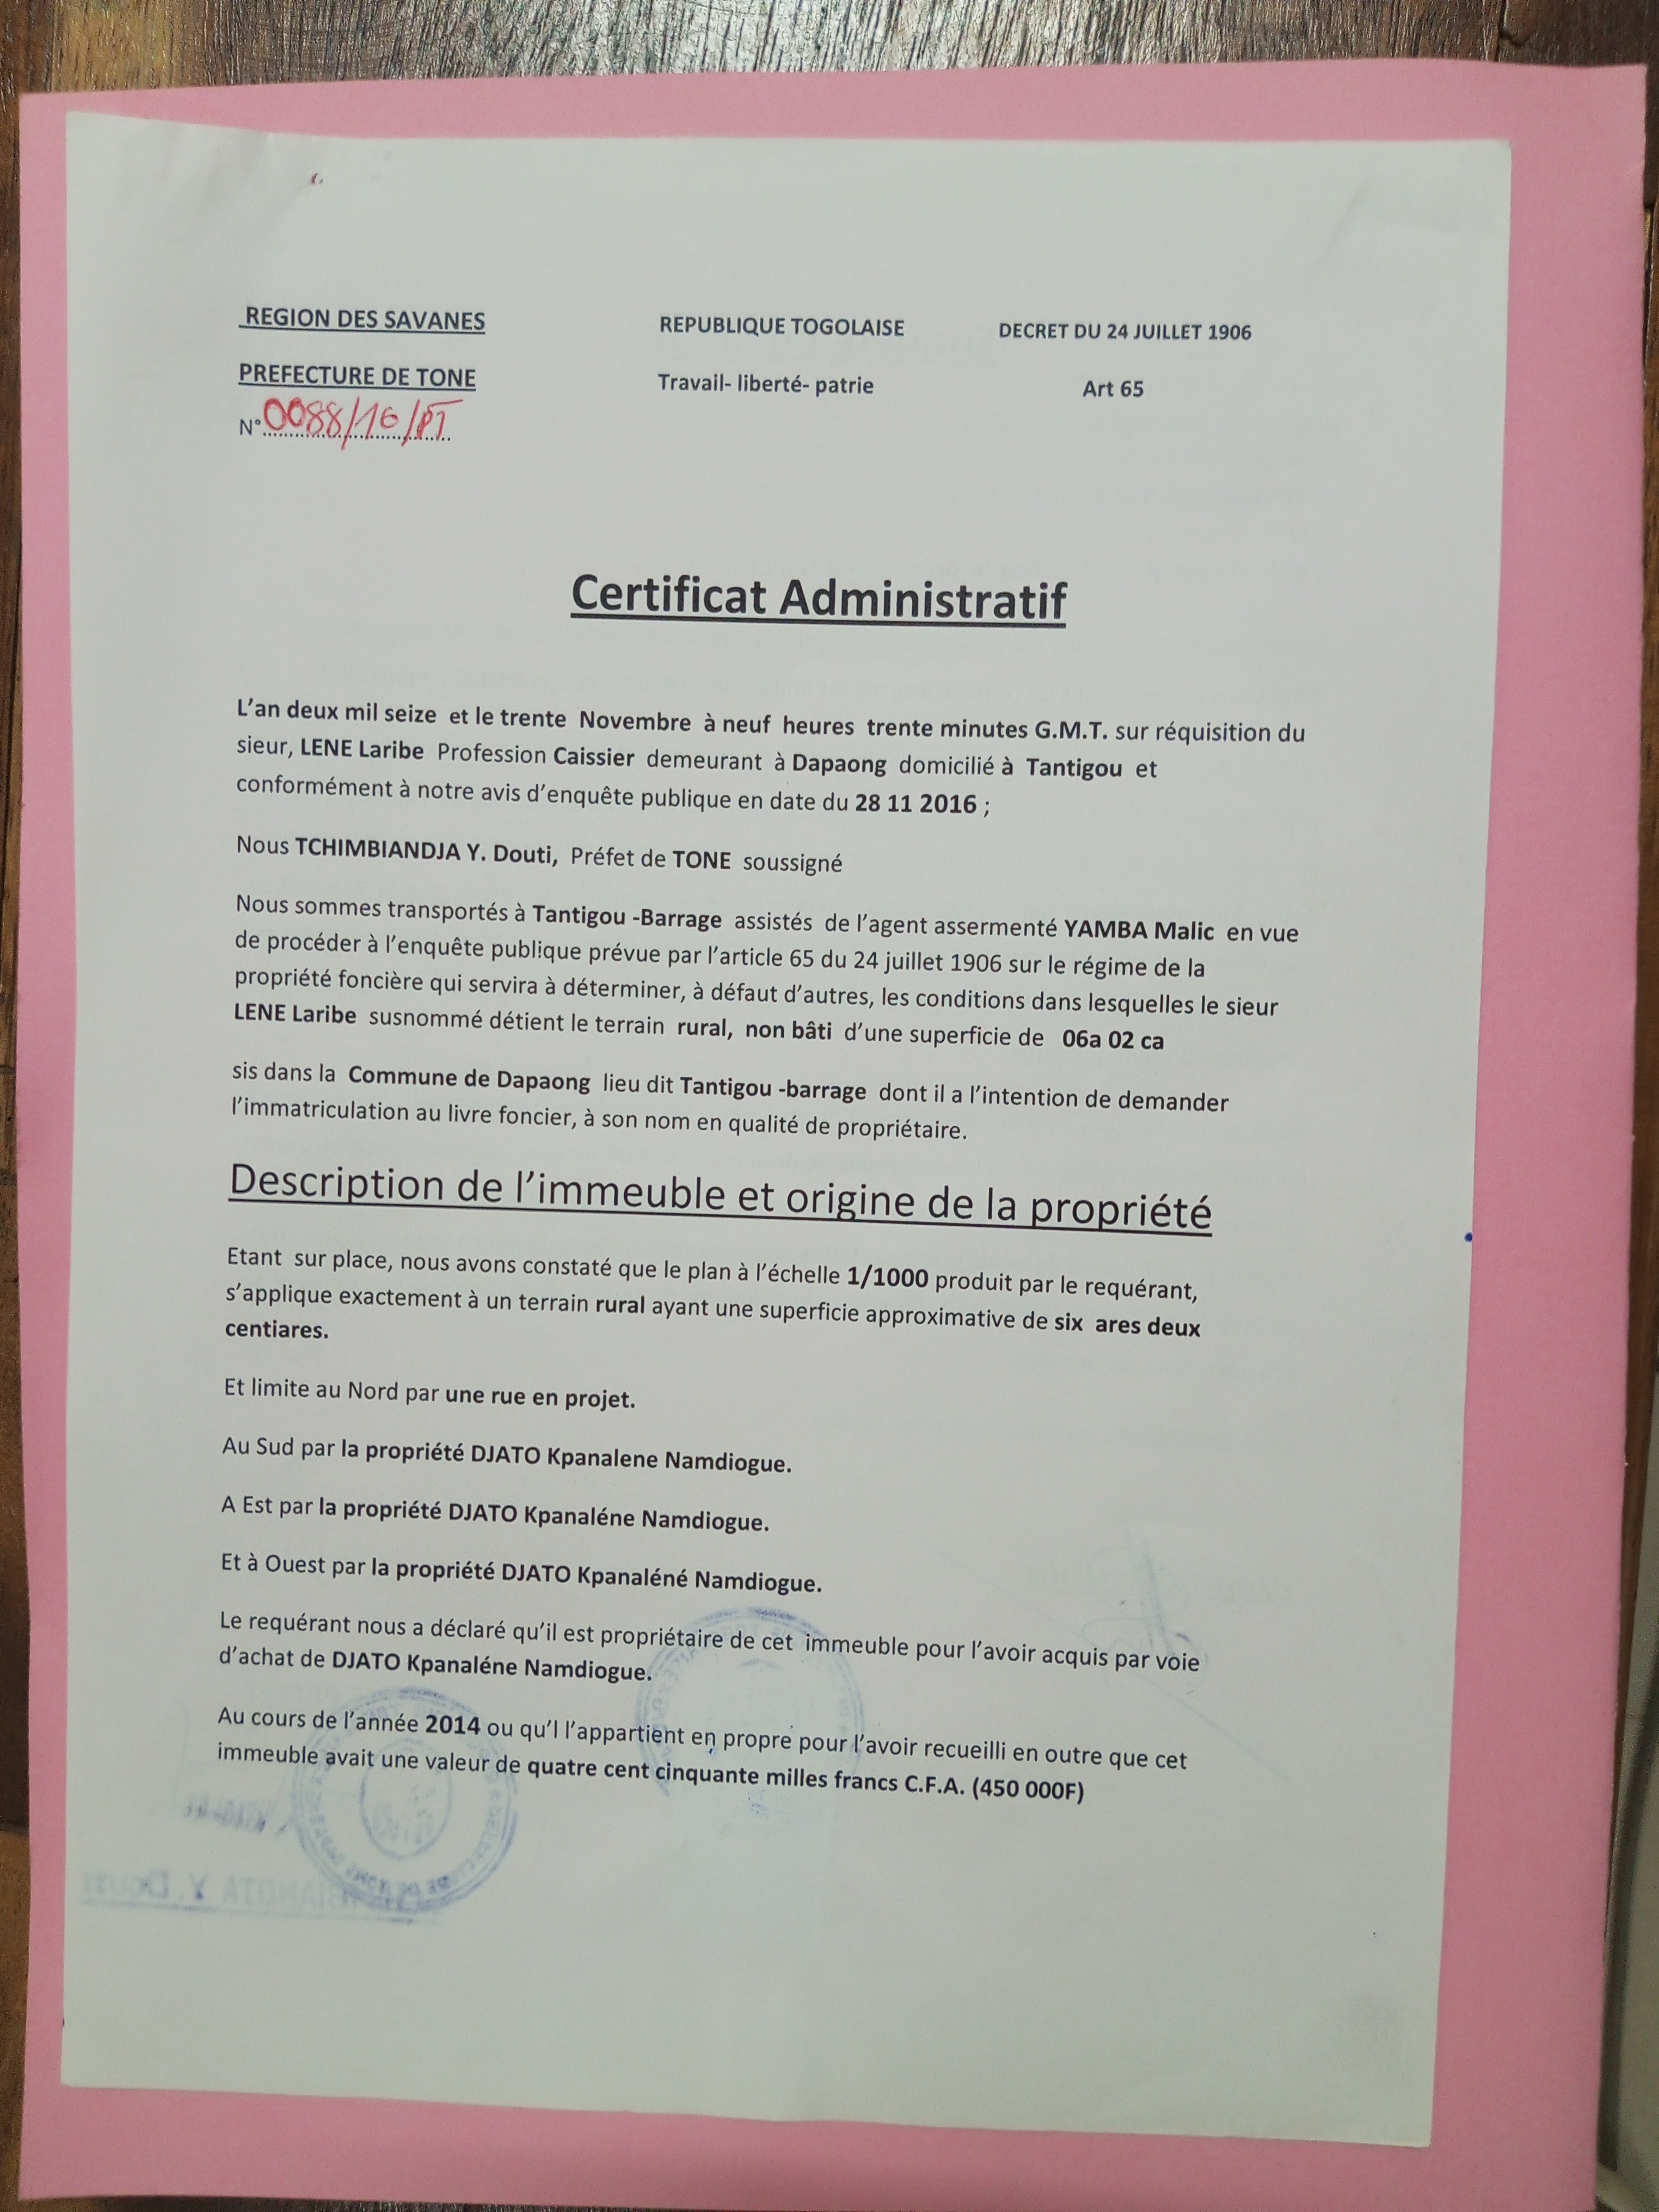 REGION DES SAVANES
REPUBLIQUE TOGOLAISE
DECRET DU 24 JUILLET 1906
PREFECTURE DE TONE
Travail- liberté- patrie
Art 65
N° 0088/16/PT
Certificat Administratif
L'an deux mil seize et le trente Novembre à neuf heures trente minutes G.M.T. sur réquisition du
sieur, LENE Laribe Profession Caissier demeurant à Dapaong domicilié à Tantigou et
conformément à notre avis d'enquête publique en date du 28 11 2016 ;
Nous TCHIMBIANDJA Y. Douti, Préfet de TONE soussigné
Nous sommes transportés à Tantigou -Barrage assistés de l'agent assermenté YAMBA Malic en vue
de procéder à l'enquête publique prévue par l'article 65 du 24 juillet 1906 sur le régime de la
propriété foncière qui servira à déterminer, à défaut d'autres, les conditions dans lesquelles le sieur
LENE Laribe susnommé détient le terrain rural, non bâti d'une superficie de 06a 02 ca
sis dans la Commune de Dapaong lieu dit Tantigou -barrage dont il a l'intention de demander
l'immatriculation au livre foncier, à son nom en qualité de propriétaire.
Description de l'immeuble et origine de la propriété
Etant sur place, nous avons constaté que le plan à l'échelle 1/1000 produit par le requérant,
s'applique exactement à un terrain rural ayant une superficie approximative de six ares deux
centiares.
Et limite au Nord par une rue en projet.
Au Sud par la propriété DJATO Kpanalene Namdiogue.
A Est par la propriété DJATO Kpanaléne Namdiogue.
Et à Ouest par la propriété DJATO Kpanaléné Namdiogue.
Le requérant nous a déclaré qu'il est propriétaire de cet immeuble pour l'avoir acquis par voie
d'achat de DJATO Kpanaléne Namdiogue.
Au cours de l'année 2014 ou qu'l l'appartient en propre pour l'avoir recueilli en outre que cet
immeuble avait une valeur de quatre cent cinquante milles francs C.F.A. (450 000F)